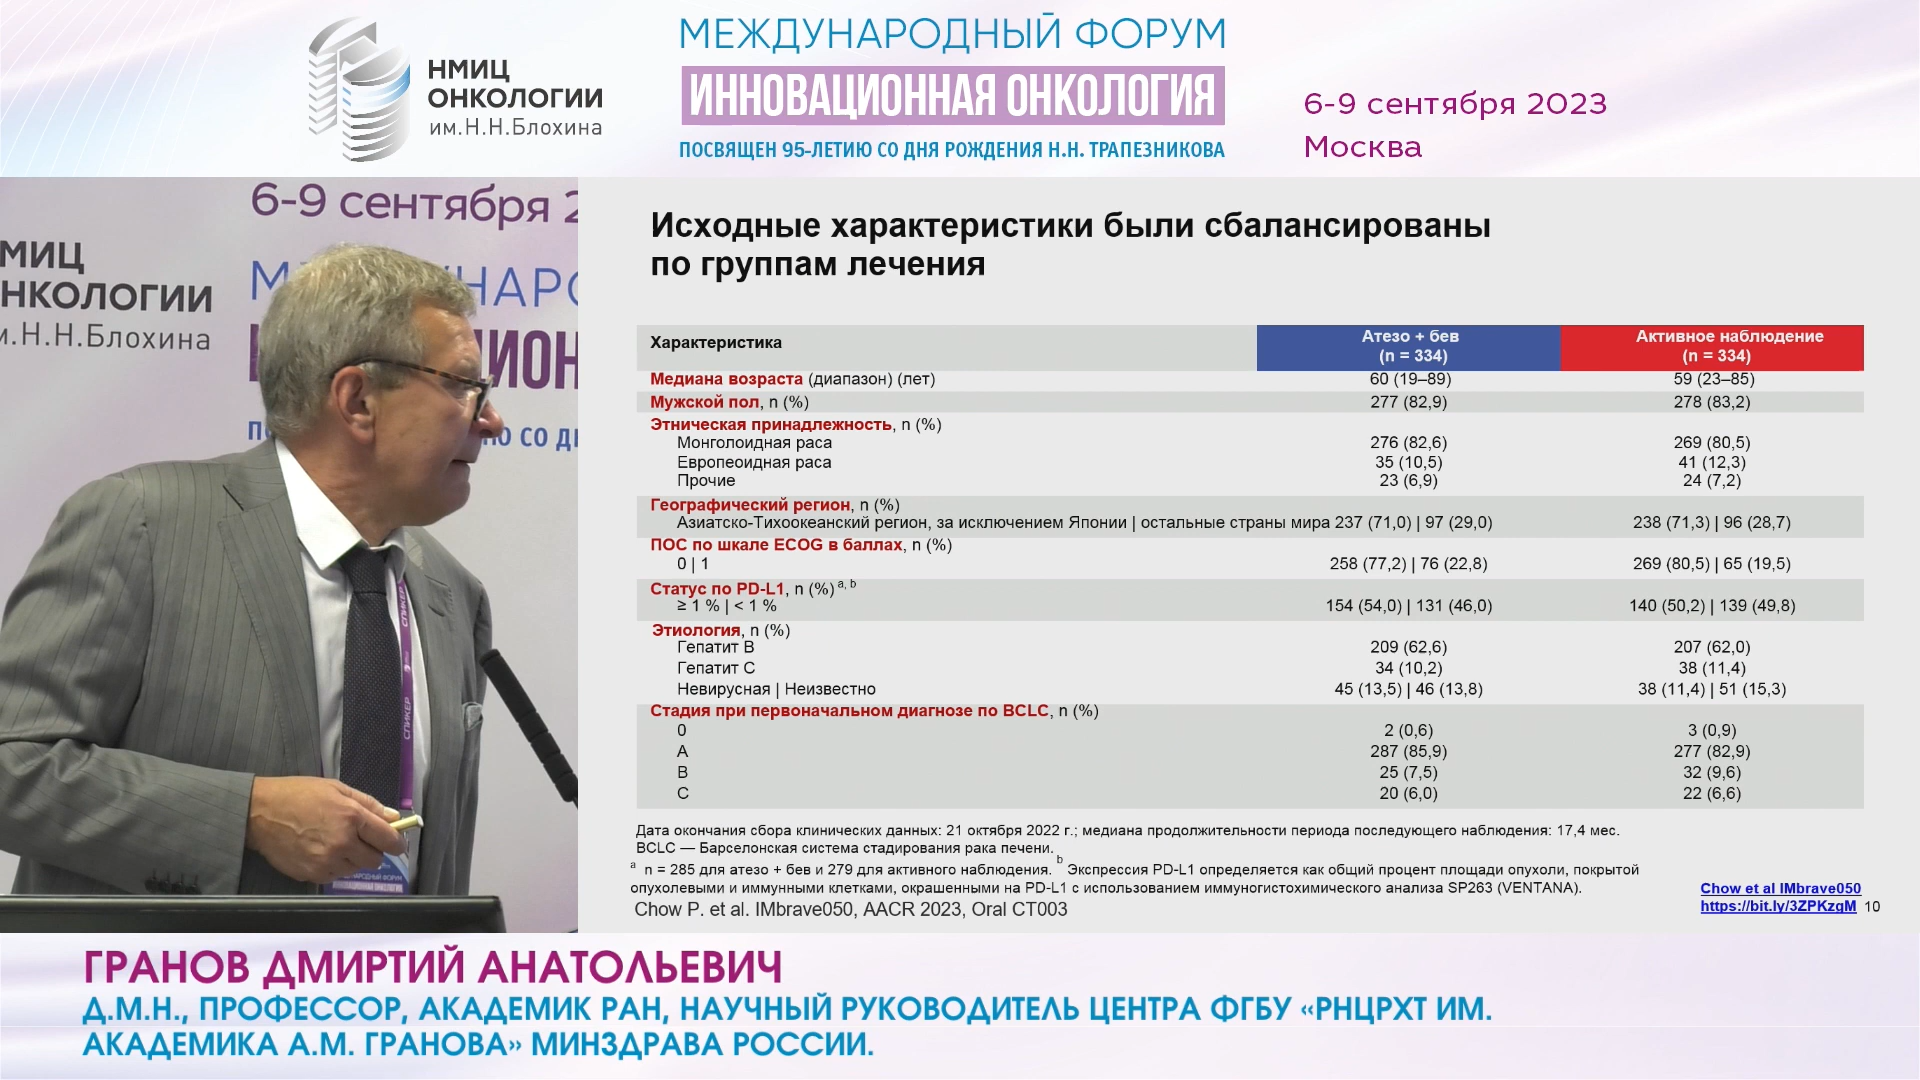 НМИЦ
ОНКОЛОГИИ
им.Н.Н.Блохина
МЕЖДУНАРОДНЫЙ ФОРУМ
ИННОВАЦИОННАЯ ОНКОЛОГИЯ
ПОСВЯЩЕН 95-ЛЕТИЮ СО ДНЯ РОЖДЕНИЯ Н.Н. ТРАПЕЗНИКОВА
6-9 сентября 2023
Москва
6-9 сентября 2
МИЦ
НКОЛОГИИ
м.Н.Н.Блохина
СПИКЕР
СПИКЕР
ИННОВАЦИОННАЯ ОНКОЛОГИЯ
Исходные характеристики были сбалансированы
по группам лечения
Характеристика Атезо + бев (n = 334) Активное наблюдение (n = 334)
Медиана возраста (диапазон) (лет) 60 (19–89) 59 (23–85)
Мужской пол, n (%) 277 (82,9) 278 (83,2)
Этническая принадлежность, n (%)
Монголоидная раса 276 (82,6) 269 (80,5)
Европеоидная раса 35 (10,5) 41 (12,3)
Прочие 23 (6,9) 24 (7,2)
Географический регион, n (%)
Азиатско-Тихоокеанский регион, за исключением Японии | остальные страны мира 237 (71,0) | 97 (29,0) 238 (71,3) | 96 (28,7)
ПОС по шкале ECOG в баллах, n (%)
0 | 1 258 (77,2) | 76 (22,8) 269 (80,5) | 65 (19,5)
Статус по PD-L1, n (%) a, b
≥ 1 % | < 1 % 154 (54,0) | 131 (46,0) 140 (50,2) | 139 (49,8)
Этиология, n (%)
Гепатит B 209 (62,6) 207 (62,0)
Гепатит C 34 (10,2) 38 (11,4)
Невирусная | Неизвестно 45 (13,5) | 46 (13,8) 38 (11,4) | 51 (15,3)
Стадия при первоначальном диагнозе по BCLC, n (%)
0 2 (0,6) 3 (0,9)
A 287 (85,9) 277 (82,9)
B 25 (7,5) 32 (9,6)
C 20 (6,0) 22 (6,6)
Дата окончания сбора клинических данных: 21 октября 2022 г.; медиана продолжительности периода последующего наблюдения: 17,4 мес.
BCLC — Барселонская система стадирования рака печени.
a n = 285 для атезо + бев и 279 для активного наблюдения. b Экспрессия PD-L1 определяется как общий процент площади опухоли, покрытой
опухолевыми и иммунными клетками, окрашенными на PD-L1 с использованием иммуногистохимического анализа SP263 (VENTANA).
Chow P. et al. IMbrave050, AACR 2023, Oral CT003
Chow et al IMbrave050
https://bit.ly/3ZPKzgM 10
ГРАНОВ ДМИРТИЙ АНАТОЛЬЕВИЧ
Д.М.Н., ПРОФЕССОР, АКАДЕМИК РАН, НАУЧНЫЙ РУКОВОДИТЕЛЬ ЦЕНТРА ФГБУ «РНЦРХТ ИМ.
АКАДЕМИКА А.М. ГРАНОВА» МИНЗДРАВА РОССИИ.